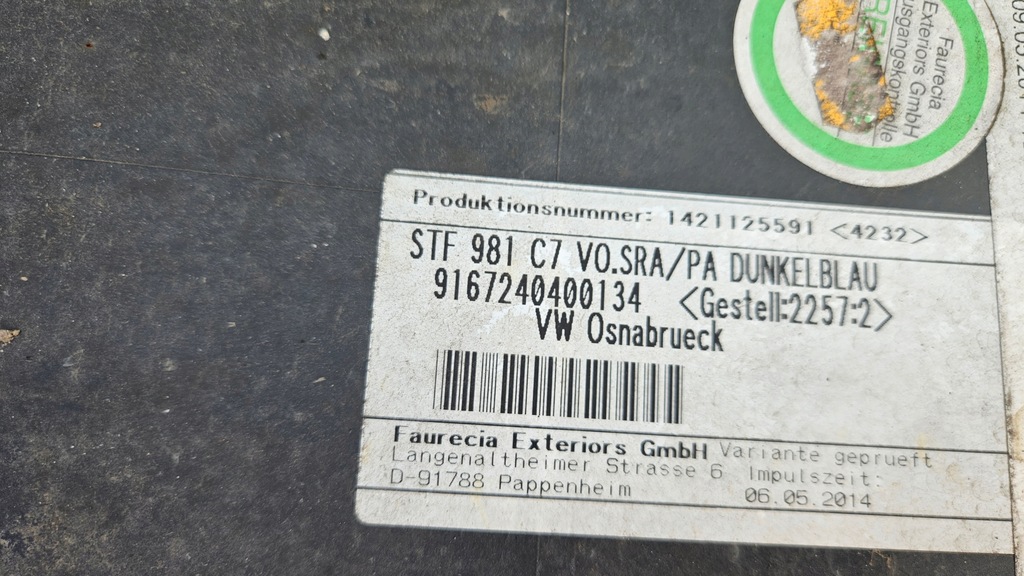 Faurecia
Exteriors GmbH
Produktionsnummer: 1421125591 <4232>
STF 981 C7 VO.SRA/PA DUNKELBLAU
9167240400134 <Gestell:2257:2>
VW Osnabrueck
Faurecia Exteriors GmbH Variante geprueft
Langenaltheimer Strasse 6 Impulszeit:
D-91788 Pappenheim 06.05.2014